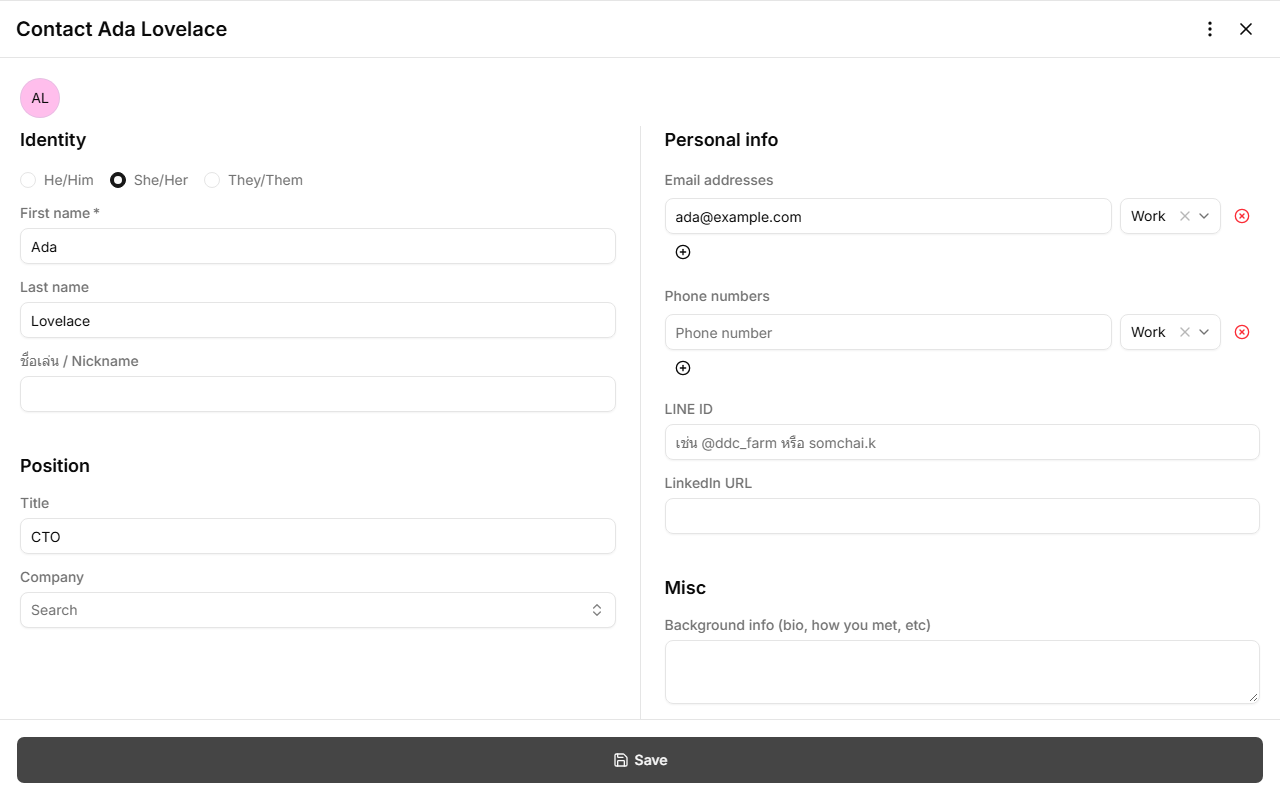 Contact Ada Lovelace
AL
Identity
He/Him She/Her They/Them
First name *
Ada
Last name
Lovelace
ชื่อเล่น / Nickname
Position
Title
CTO
Company
Search
Personal info
Email addresses
ada@example.com Work
Phone numbers
Phone number Work
LINE ID
เช่น @ddc_farm หรือ somchai.k
LinkedIn URL
Misc
Background info (bio, how you met, etc)
Save